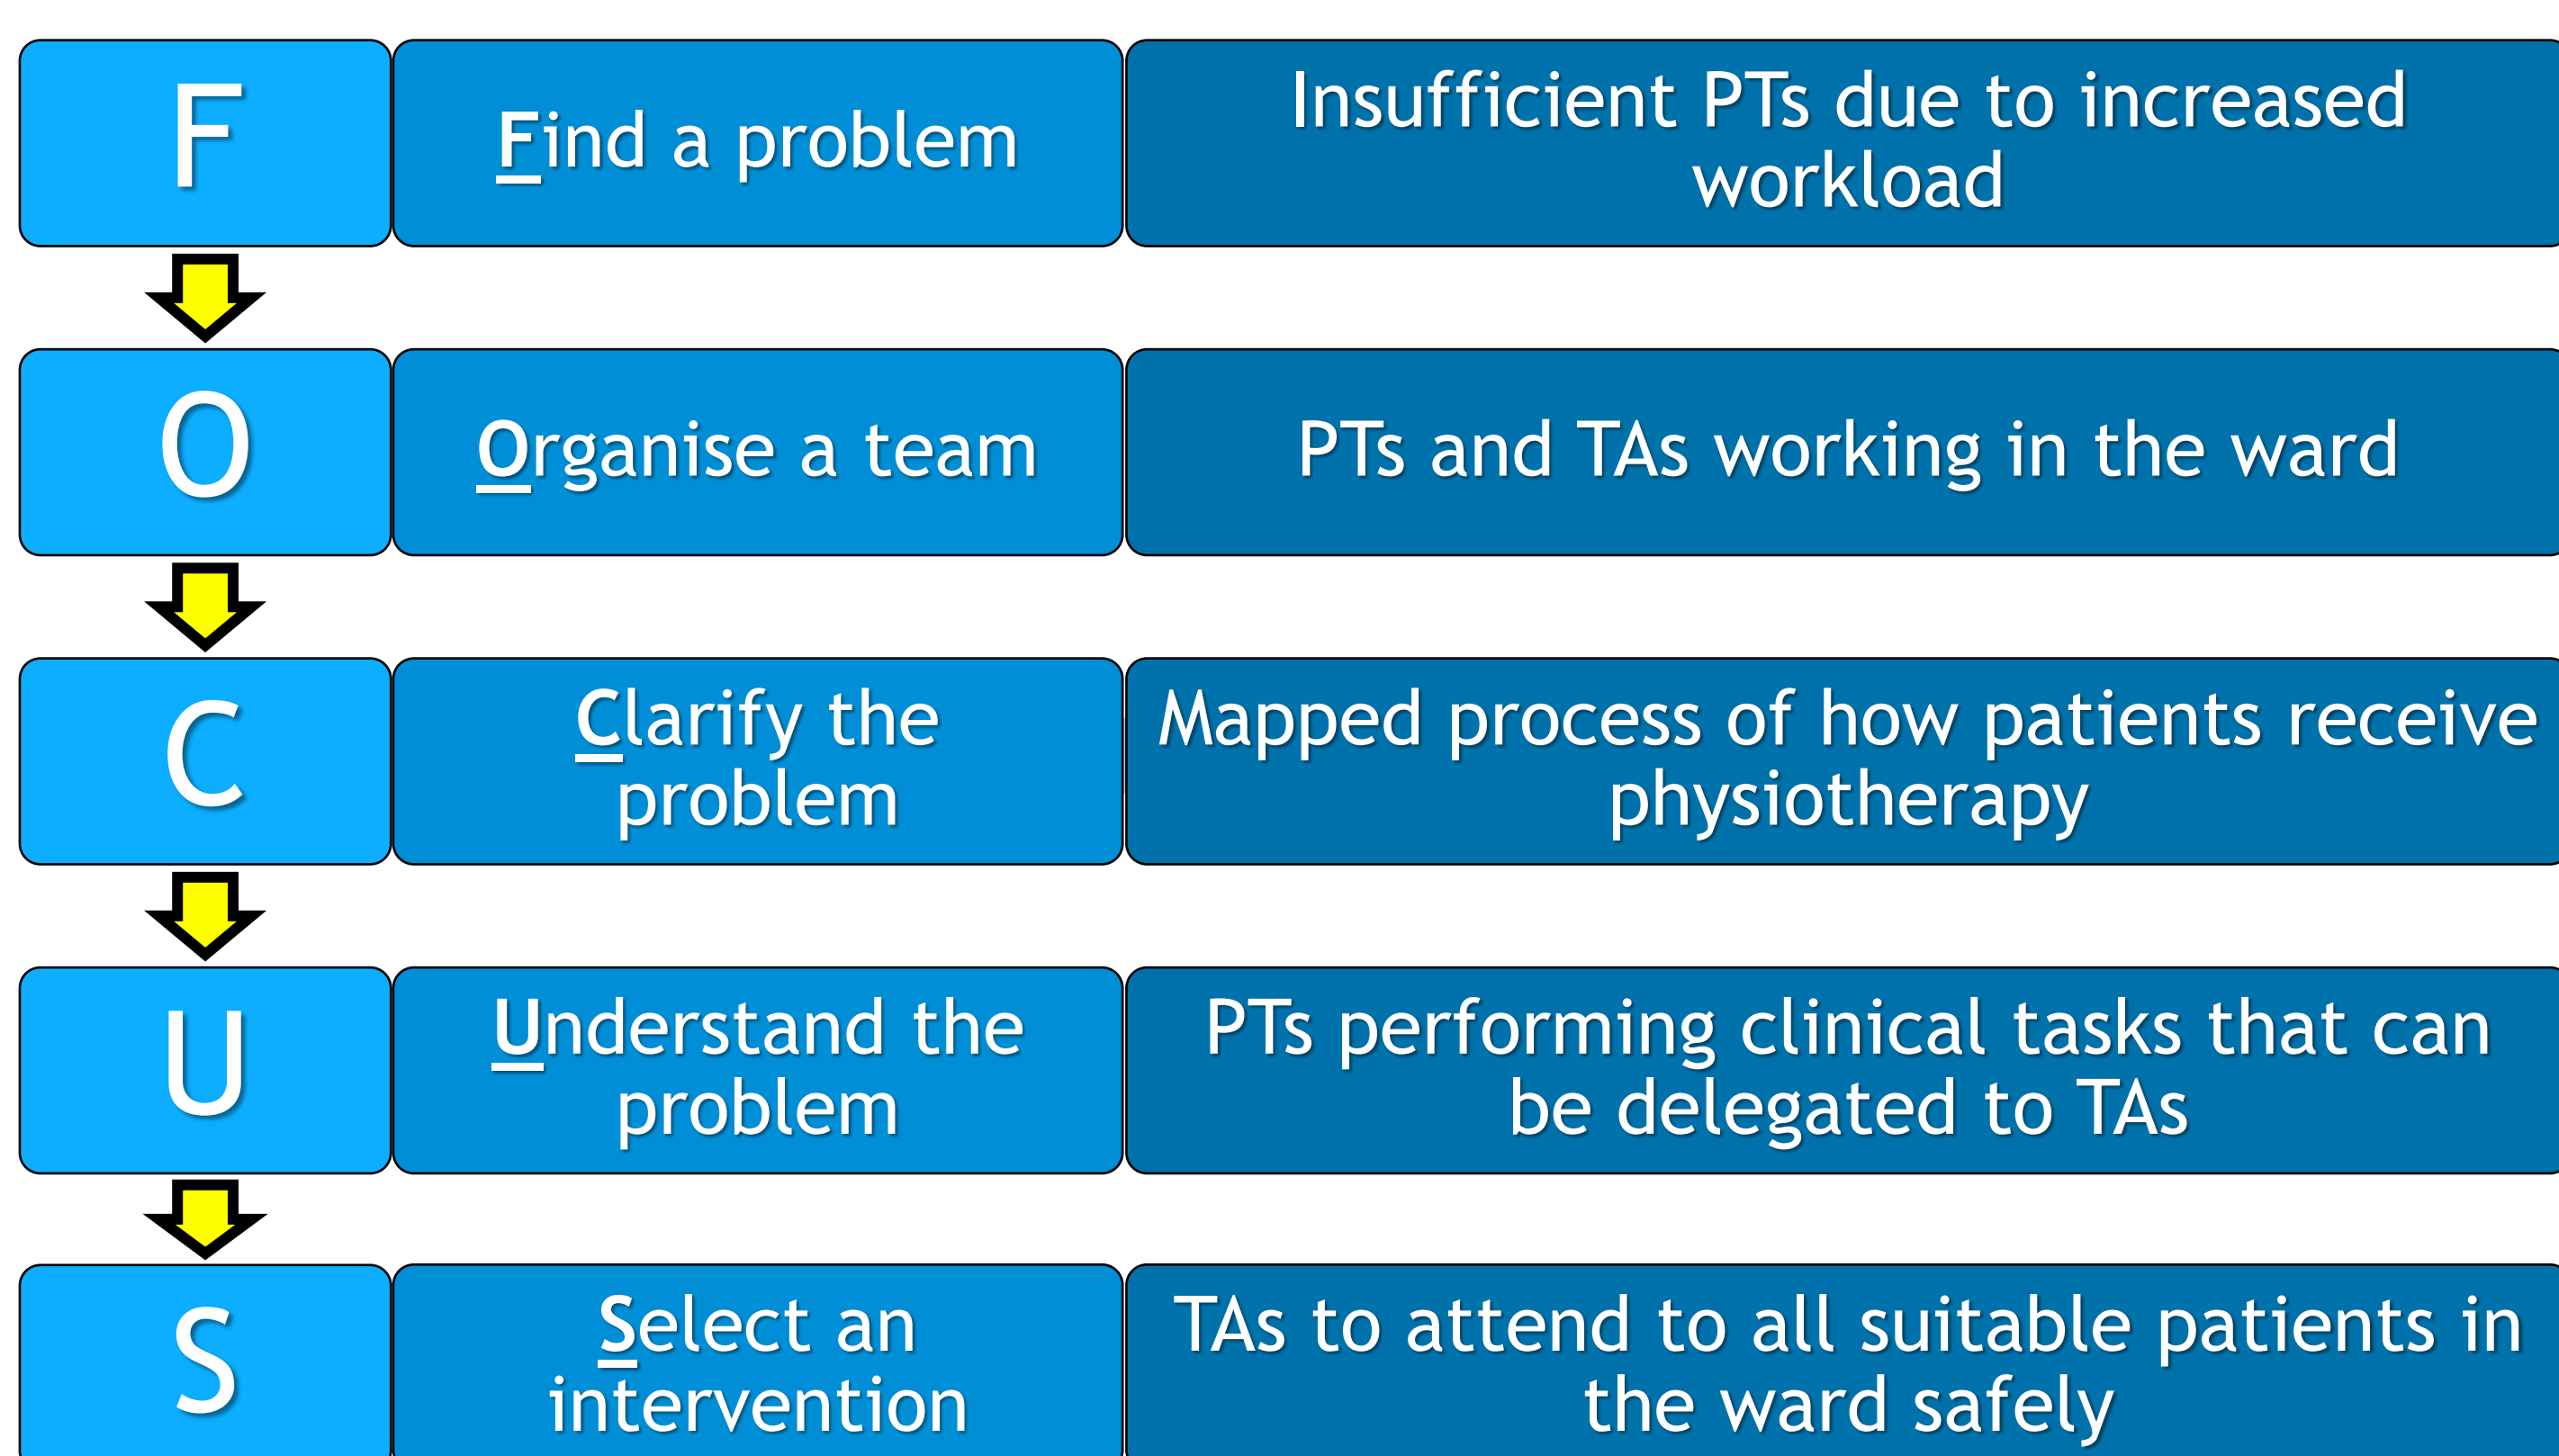 F
Find a problem
Insufficient PTs due to increased
workload
O
Organise a team
PTs and TAs working in the ward
C
Clarify the
problem
Mapped process of how patients receive
physiotherapy
U
Understand the
problem
PTs performing clinical tasks that can
be delegated to TAs
S
Select an
intervention
TAs to attend to all suitable patients in
the ward safely